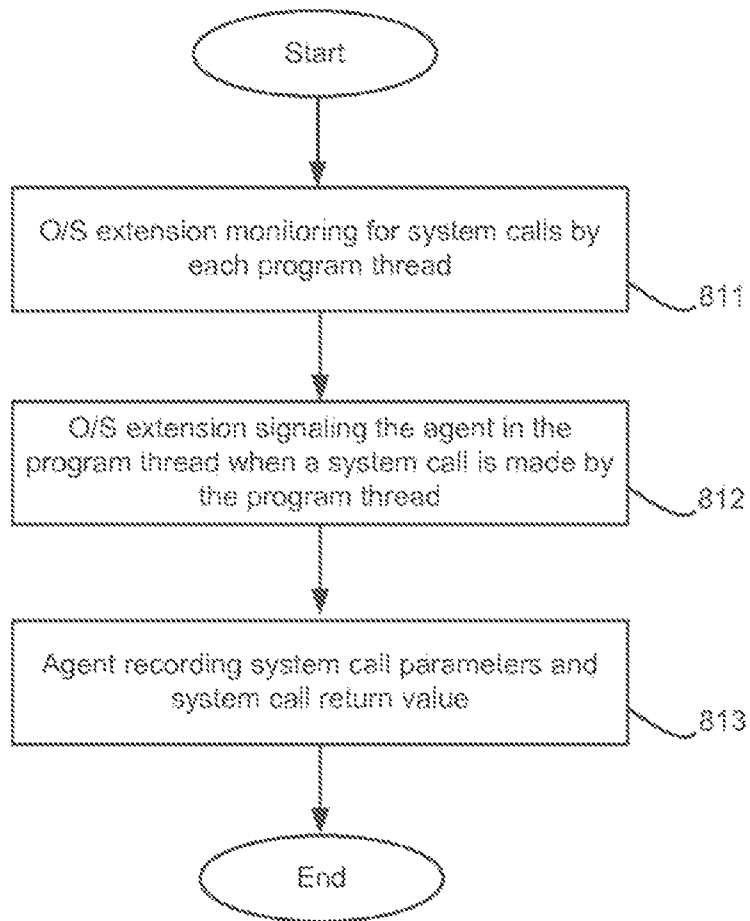 Start
O/S extension monitoring for system calls by
each program thread
811
O/S extension signaling the agent in the
program thread when a system call is made by
the program thread
812
Agent recording system call parameters and
system call return value
813
End